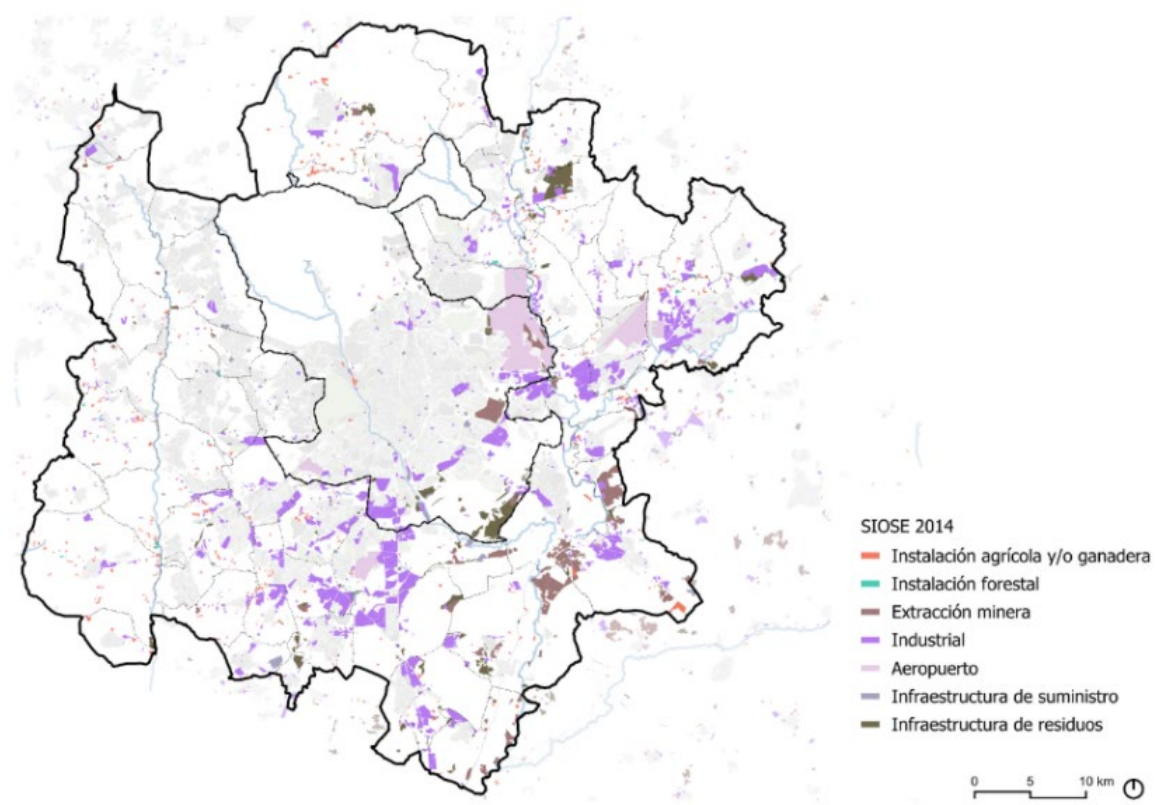 SIOSE 2014
Instalación agrícola y/o ganadera
Instalación forestal
Extracción minera
Industrial
Aeropuerto
Infraestructura de suministro
Infraestructura de residuos
0 5 10 km